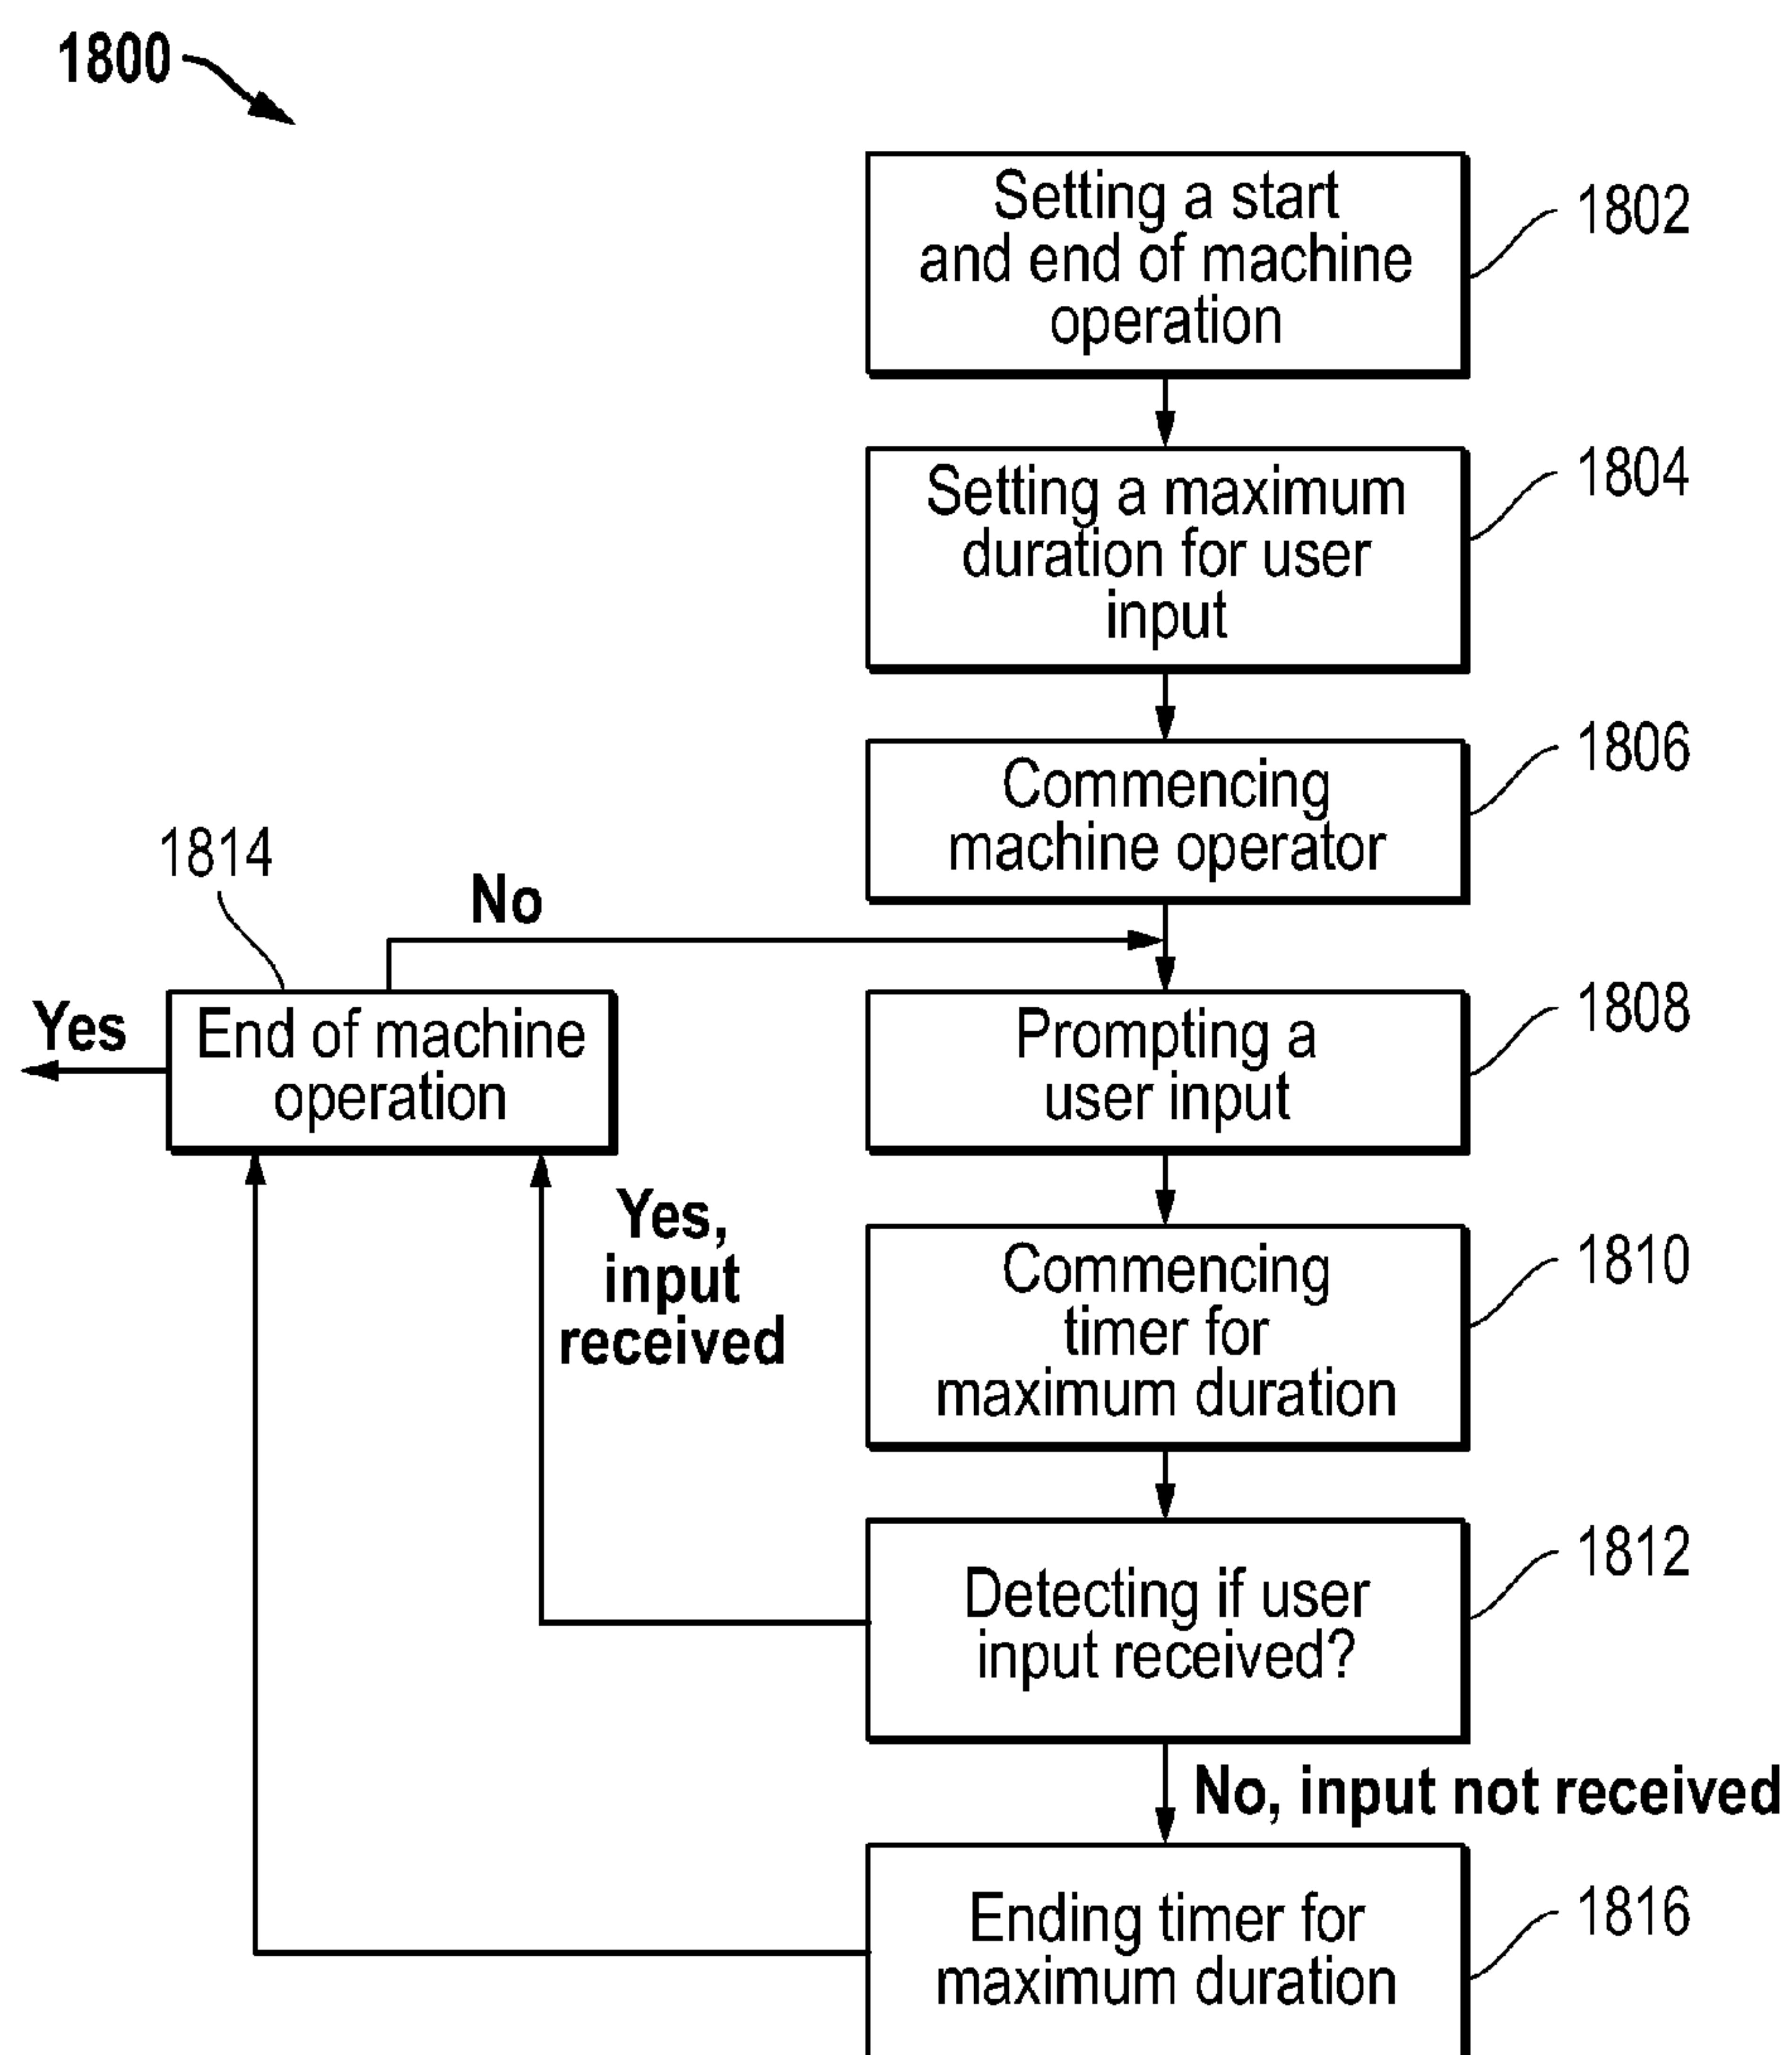 1800
Setting a start
and end of machine
operation
1802
Setting a maximum
duration for user
input
1804
Commencing
machine operator
1806
1814
No
Yes
End of machine
operation
Prompting a
user input
1808
Yes,
input
received
Commencing
timer for
maximum duration
1810
Detecting if user
input received?
1812
No, input not received
Ending timer for
maximum duration
1816